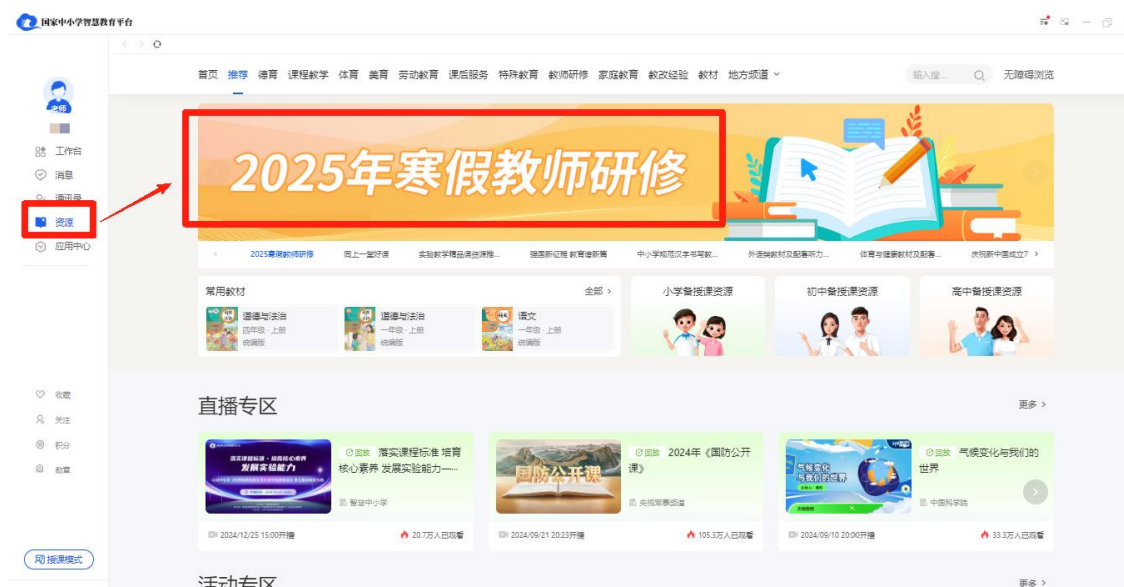 国家中小学智慧教育平台
首页 推荐 德育 课程教学 体育 美育 劳动教育 课后服务 特殊教育 教师研修 家庭教育 教改经验 教材 地方频道
输入搜...
无障碍浏览
老师
工作台
消息
通讯录
资源
应用中心
收藏
关注
积分
勋章
授课模式
2025年寒假教师研修
2025寒假教师研修 同上一堂好课 实验教学精品课资源推... 强国新征程 教育谱新篇 中小学规范汉字书写教... 外语类教材及配套听力... 体育与健康教材及配套... 庆祝新中国成立7
常用教材
全部
道德与法治
四年级·上册
统编版
道德与法治
一年级·上册
统编版
语文
一年级·上册
统编版
小学备授课资源
初中备授课资源
高中备授课资源
直播专区
更多
落实课程标准·培育核心素养
发展实验能力
回放 落实课程标准 培育
核心素养 发展实验能力—...
智慧中小学
2024/12/25 15:00开播
20.7万人已观看
国防公开课
回放 2024年《国防公开
课》
央视军事频道
2024/09/21 20:23开播
105.3万人已观看
气候变化
与我们的世界
回放 气候变化与我们的
世界
中国科学院
2024/09/10 20:00开播
33.3万人已观看
活动专区
更多